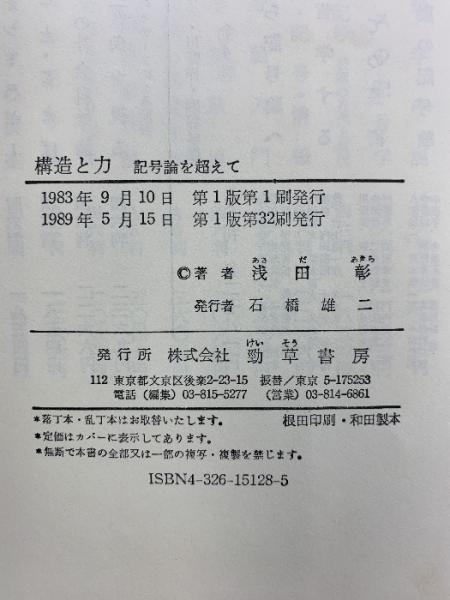 構造と力 記号論を超えて
1983年 9 月 10日 第1版第1刷発行
1989年 5 月 15日 第1版第32刷発行
あさ だ あきら
©著 者 浅 田 彰
発行者 石 橋 雄 二
けい そう
発 行 所 株式会社 勁 草 書 房
112 東京都文京区後楽2-23-15 振替/東京 5-175253
電話 (編集) 03-815-5277 (営業) 03-814-6861
*落丁本・乱丁本はお取替いたします。 根田印刷・和田製本
*定価はカバーに表示してあります。
*無断で本書の全部又は一部の複写・複製を禁じます。
ISBN4-326-15128-5